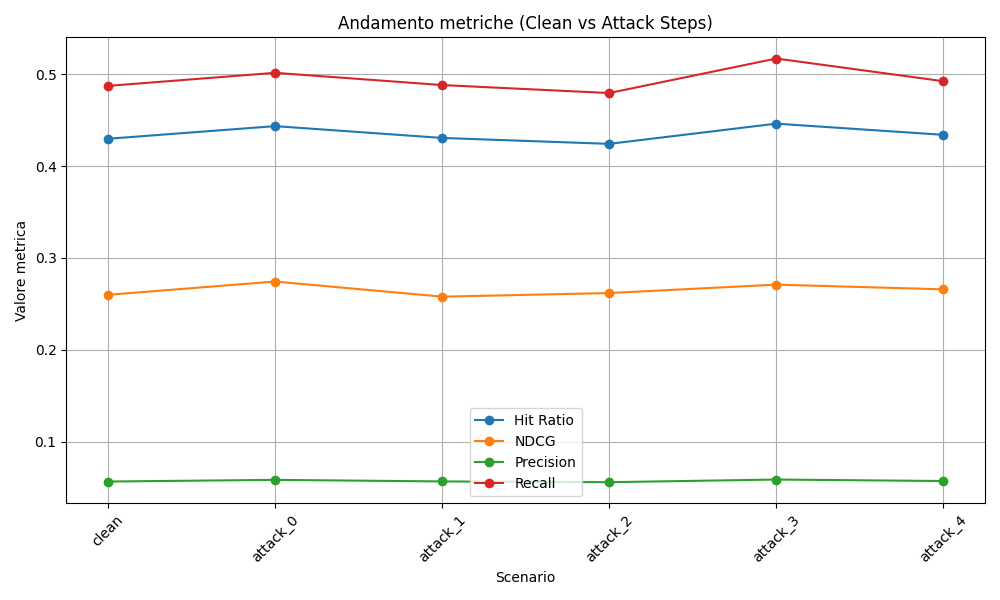 Andamento metriche (Clean vs Attack Steps)
Valore metrica
0.5
0.4
0.3
0.2
0.1
Hit Ratio
NDCG
Precision
Recall
clean
attack_0
attack_1
attack_2
attack_3
attack_4
Scenario